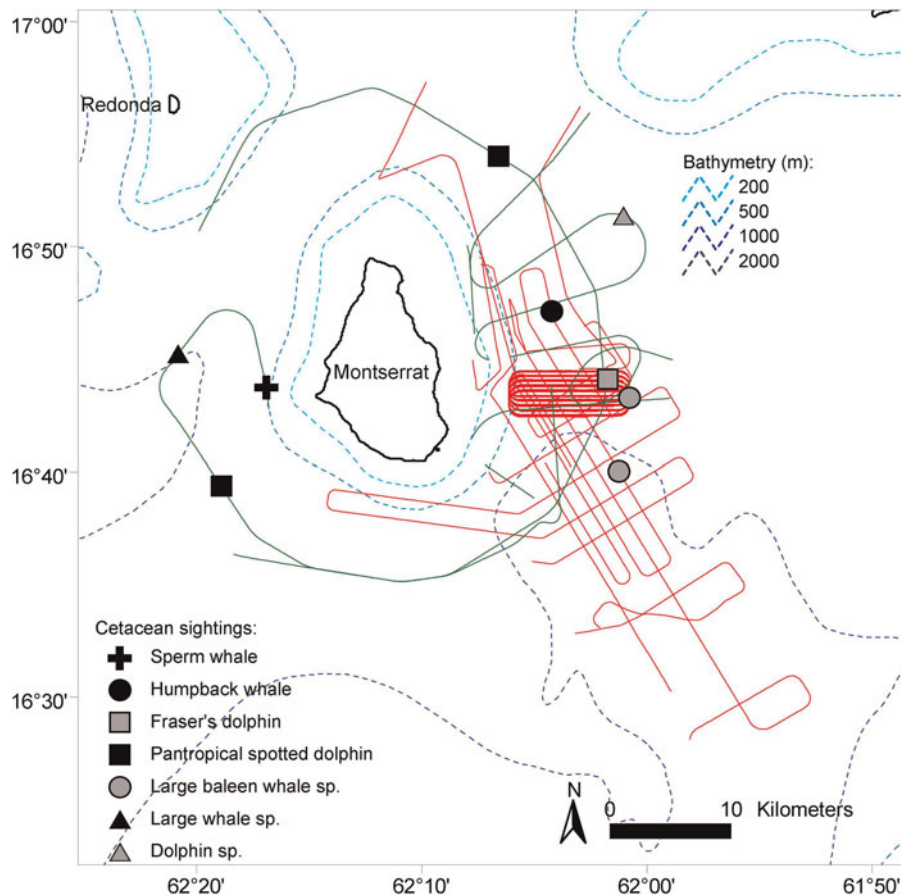 17°00'
Redonda
Bathymetry (m):
200
500
1000
2000
16°50'
Montserrat
16°40'
Cetacean sightings:
Sperm whale
Humpback whale
16°30'
Fraser's dolphin
Pantropical spotted dolphin
Large baleen whale sp.
Large whale sp.
Dolphin sp.
N
0 10 Kilometers
62°20' 62°10' 62°00' 61°50'